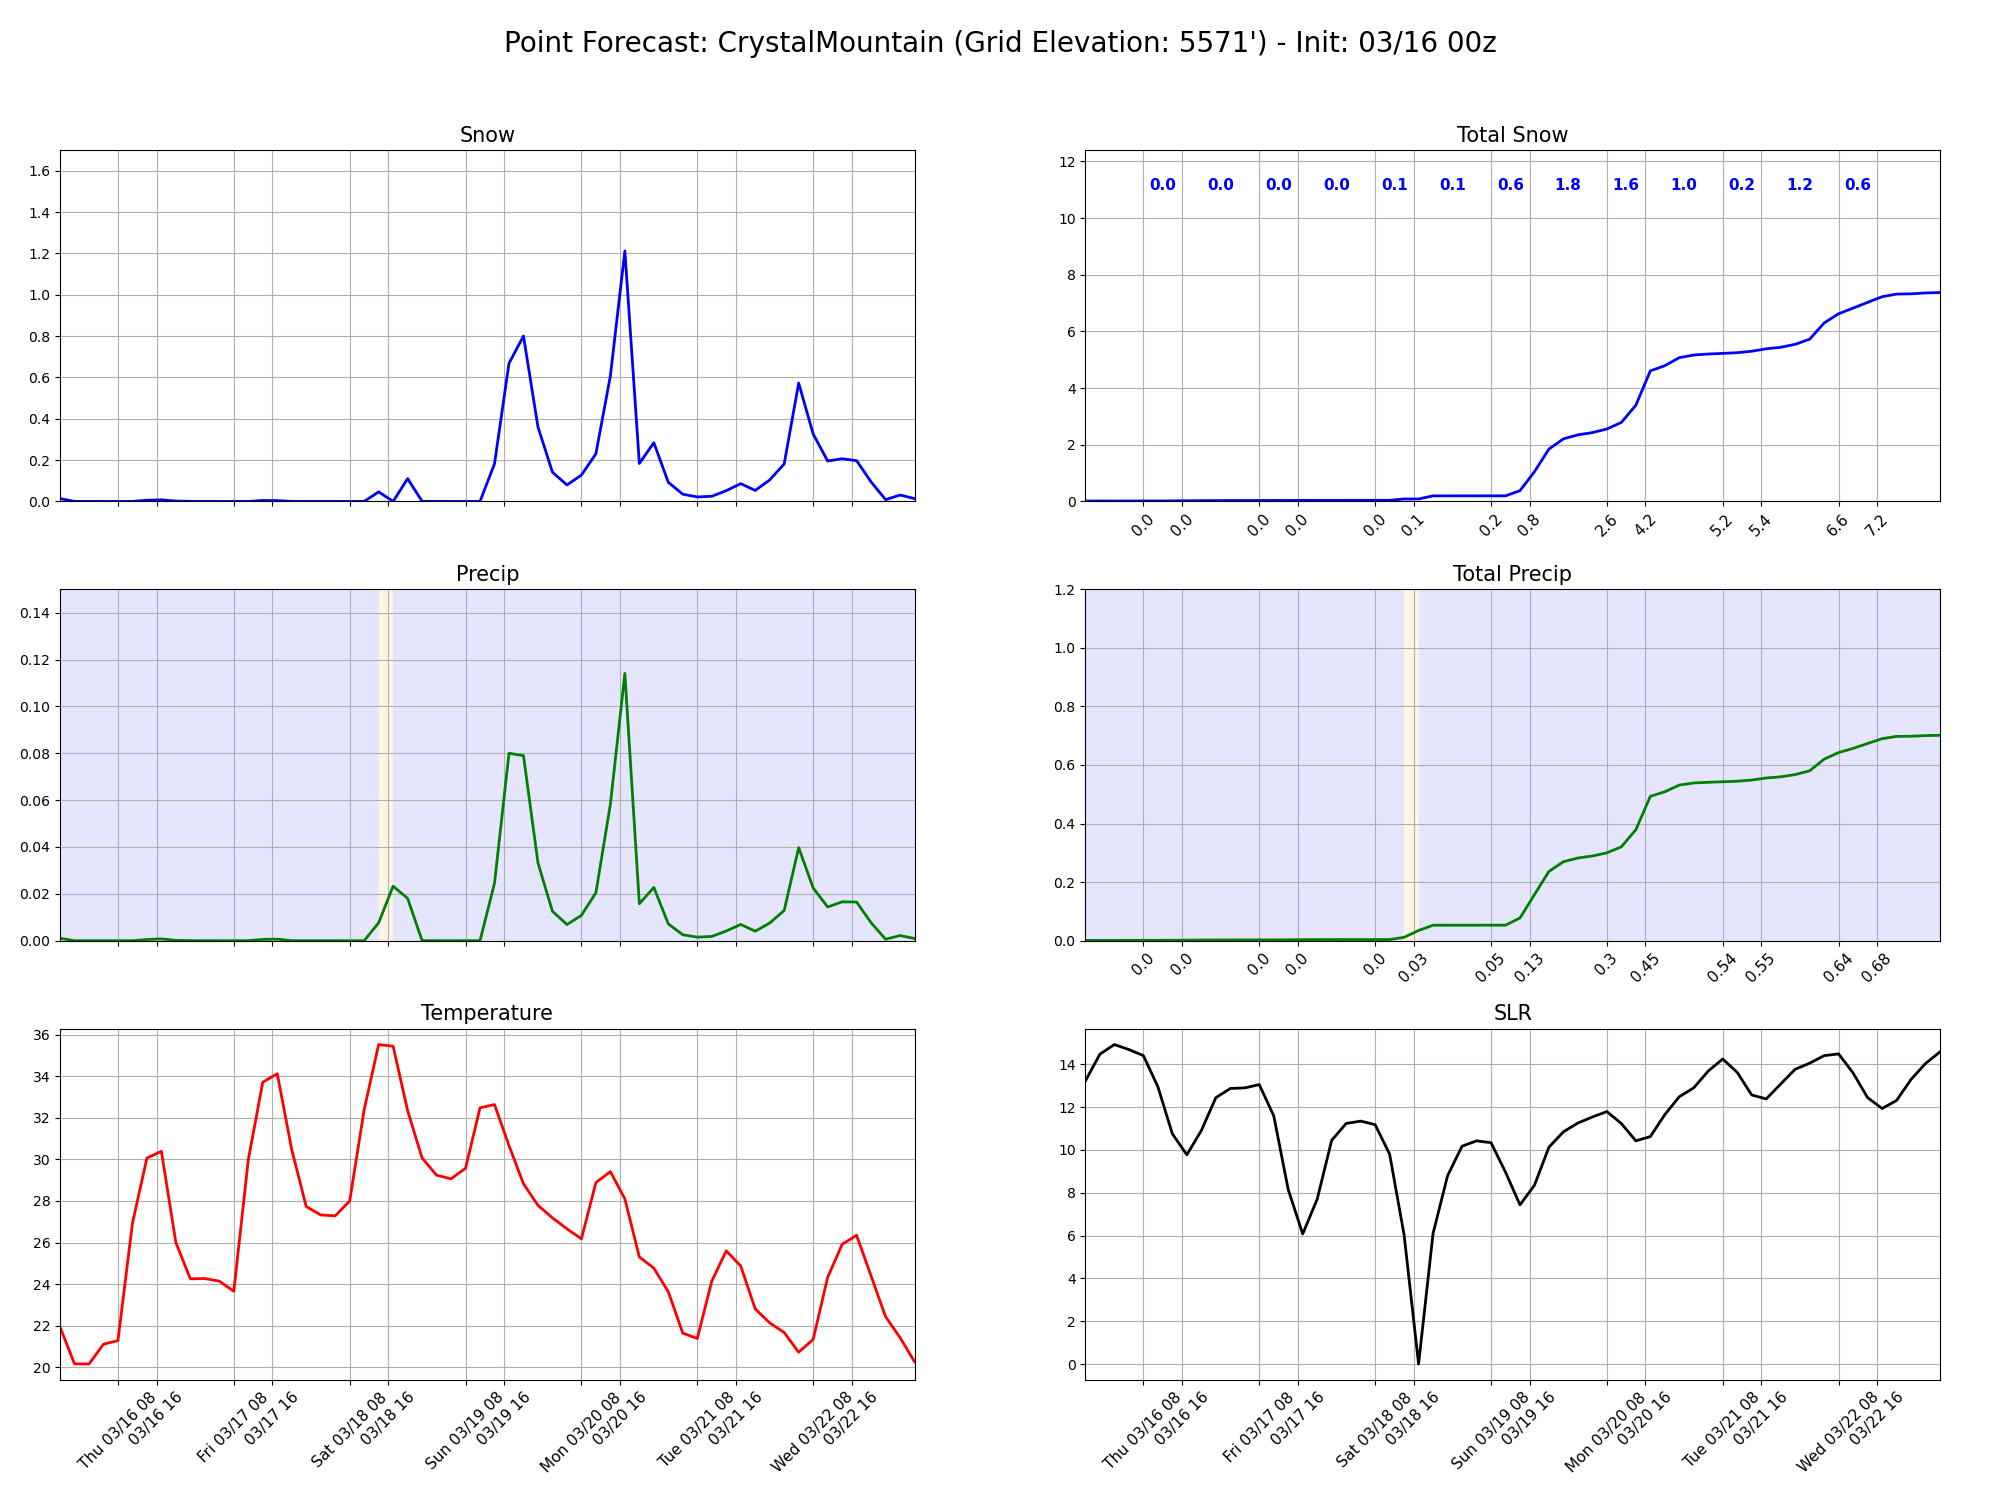 Point Forecast: CrystalMountain (Grid Elevation: 5571') - Init: 03/16 00z
Snow
1.6
1.4
1.2
1.0
0.8
0.6
0.4
0.2
0.0
Total Snow
12
10
8
6
4
2
0
0.0 0.0 0.0 0.0 0.1 0.1 0.6 1.8 1.6 1.0 0.2 1.2 0.6
0.0 0.0 0.0 0.0 0.0 0.1 0.2 0.8 2.6 4.2 5.2 5.4 6.6 7.2
Precip
0.14
0.12
0.10
0.08
0.06
0.04
0.02
0.00
Total Precip
1.2
1.0
0.8
0.6
0.4
0.2
0.0
0.0 0.0 0.0 0.0 0.0 0.03 0.05 0.13 0.3 0.45 0.54 0.55 0.64 0.68
Temperature
36
34
32
30
28
26
24
22
20
Thu 03/16 08
03/16 16
Fri 03/17 08
03/17 16
Sat 03/18 08
03/18 16
Sun 03/19 08
03/19 16
Mon 03/20 08
03/20 16
Tue 03/21 08
03/21 16
Wed 03/22 08
03/22 16
SLR
14
12
10
8
6
4
2
0
Thu 03/16 08
03/16 16
Fri 03/17 08
03/17 16
Sat 03/18 08
03/18 16
Sun 03/19 08
03/19 16
Mon 03/20 08
03/20 16
Tue 03/21 08
03/21 16
Wed 03/22 08
03/22 16